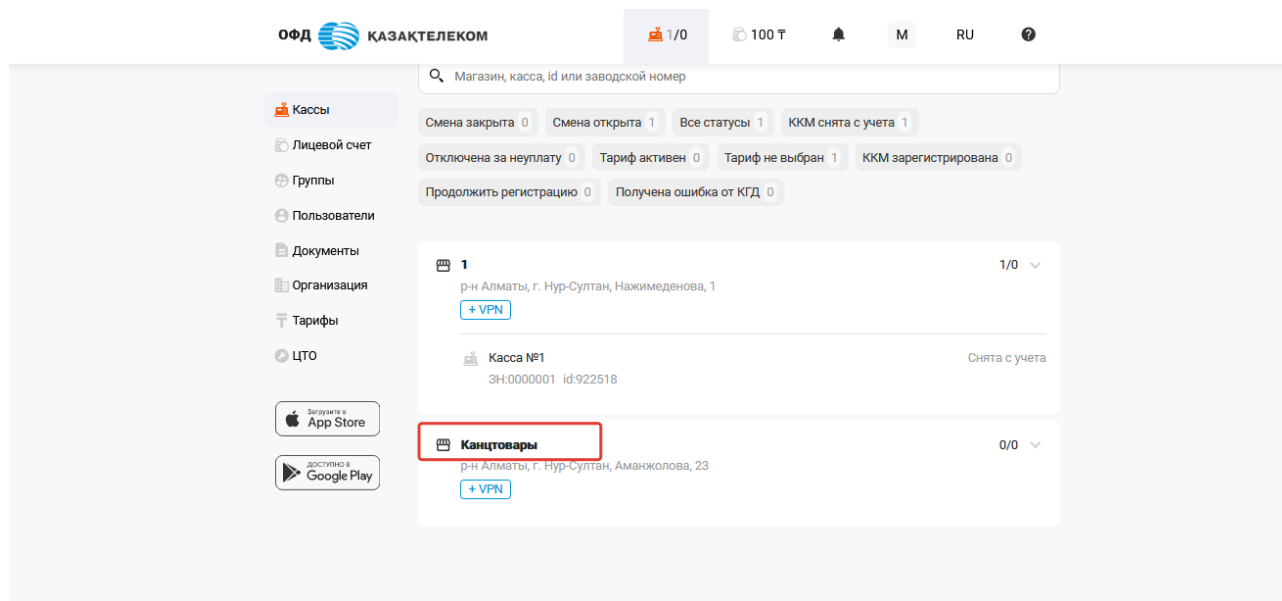 ОФД ҚАЗАҚТЕЛЕКОМ 1/0 100 ₸ M RU ?
Магазин, касса, id или заводской номер
Кассы
Лицевой счет
Группы
Пользователи
Документы
Организация
Тарифы
ЦТО
Загрузите в
App Store
ДОСТУПНО В
Google Play
Смена закрыта 0 Смена открыта 1 Все статусы 1 ККМ снята с учета 1
Отключена за неуплату 0 Тариф активен 0 Тариф не выбран 1 ККМ зарегистрирована 0
Продолжить регистрацию 0 Получена ошибка от КГД 0
1 1/0
р-н Алматы, г. Нур-Султан, Нажимеденова, 1
+ VPN
Касса №1 Снята с учета
ЗН:0000001 id:922518
Канцтовары 0/0
р-н Алматы, г. Нур-Султан, Аманжолова, 23
+ VPN